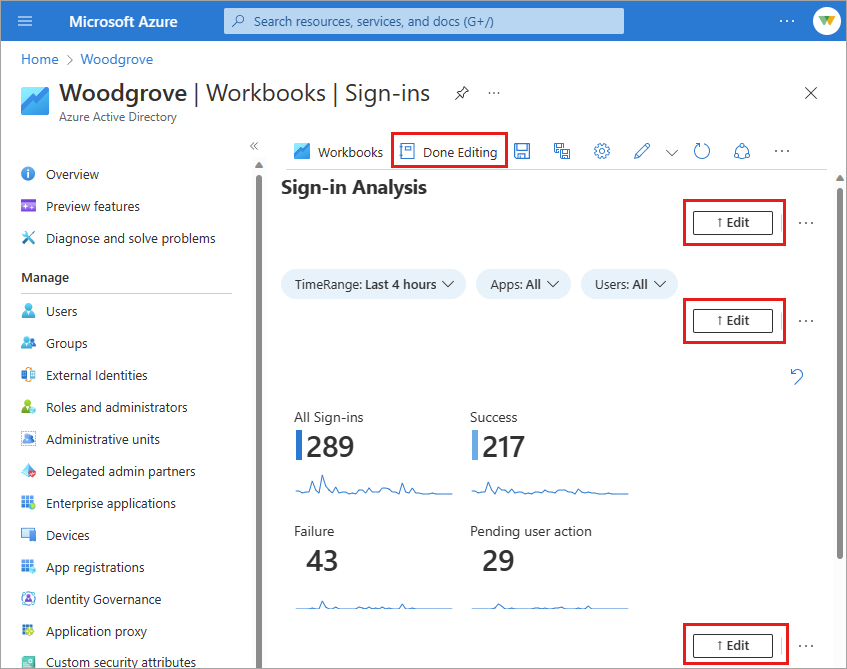 Microsoft Azure
Search resources, services, and docs (G+/)
Home > Woodgrove
Woodgrove | Workbooks | Sign-ins
Azure Active Directory
Overview
Preview features
Diagnose and solve problems
Manage
Users
Groups
External Identities
Roles and administrators
Administrative units
Delegated admin partners
Enterprise applications
Devices
App registrations
Identity Governance
Application proxy
Custom security attributes
Workbooks
Done Editing
Sign-in Analysis
↑ Edit
TimeRange: Last 4 hours
Apps: All
Users: All
↑ Edit
All Sign-ins
289
Success
217
Failure
43
Pending user action
29
↑ Edit